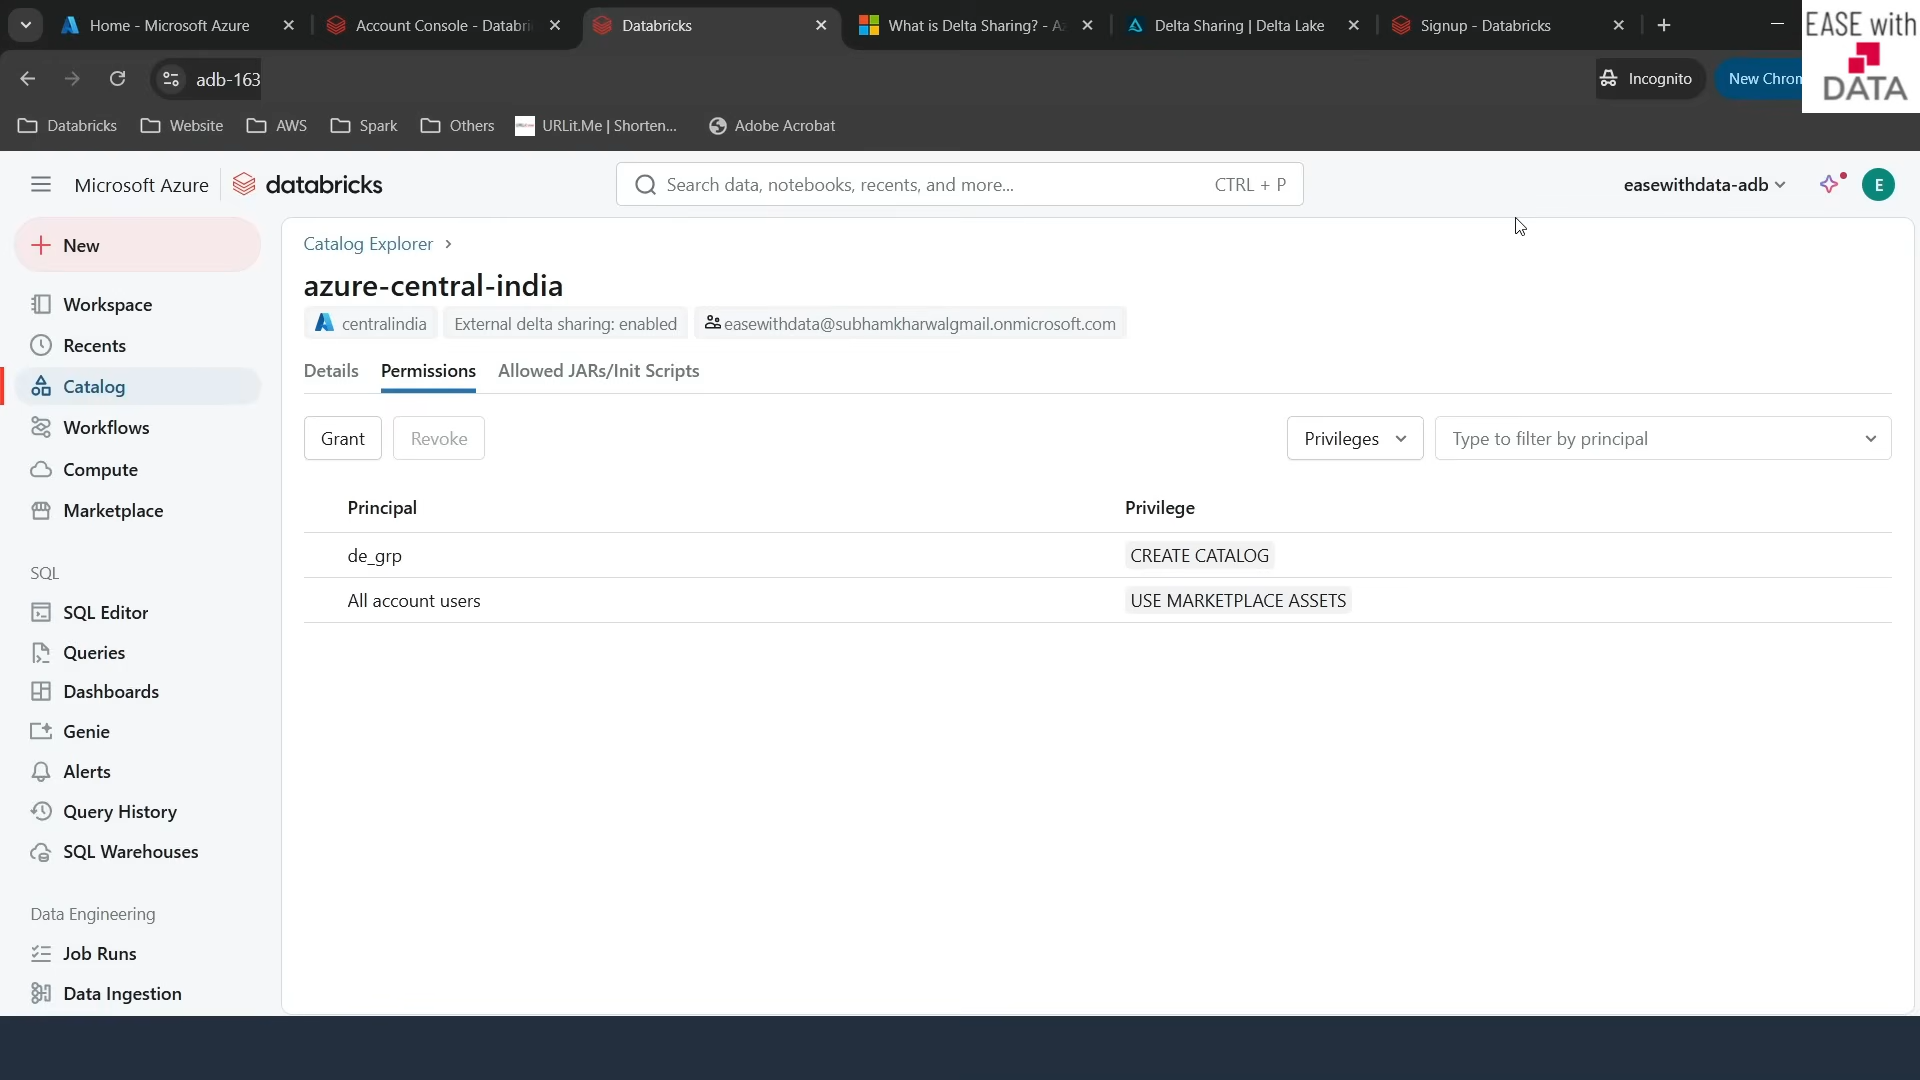 Home - Microsoft Azure
Account Console - Databri
Databricks
What is Delta Sharing? - Az
Delta Sharing | Delta Lake
Signup - Databricks
adb-163
Incognito
New Chrom
EASE with
DATA
Databricks
Website
AWS
Spark
Others
URLit.Me | Shorten...
Adobe Acrobat
Microsoft Azure
databricks
Search data, notebooks, recents, and more...
CTRL + P
easewithdata-adb
E
New
Workspace
Recents
Catalog
Workflows
Compute
Marketplace
SQL
SQL Editor
Queries
Dashboards
Genie
Alerts
Query History
SQL Warehouses
Data Engineering
Job Runs
Data Ingestion
Catalog Explorer
azure-central-india
centralindia
External delta sharing: enabled
easewithdata@subhamkharwalgmail.onmicrosoft.com
Details
Permissions
Allowed JARs/Init Scripts
Grant
Revoke
Privileges
Type to filter by principal
Principal
Privilege
de_grp
CREATE CATALOG
All account users
USE MARKETPLACE ASSETS